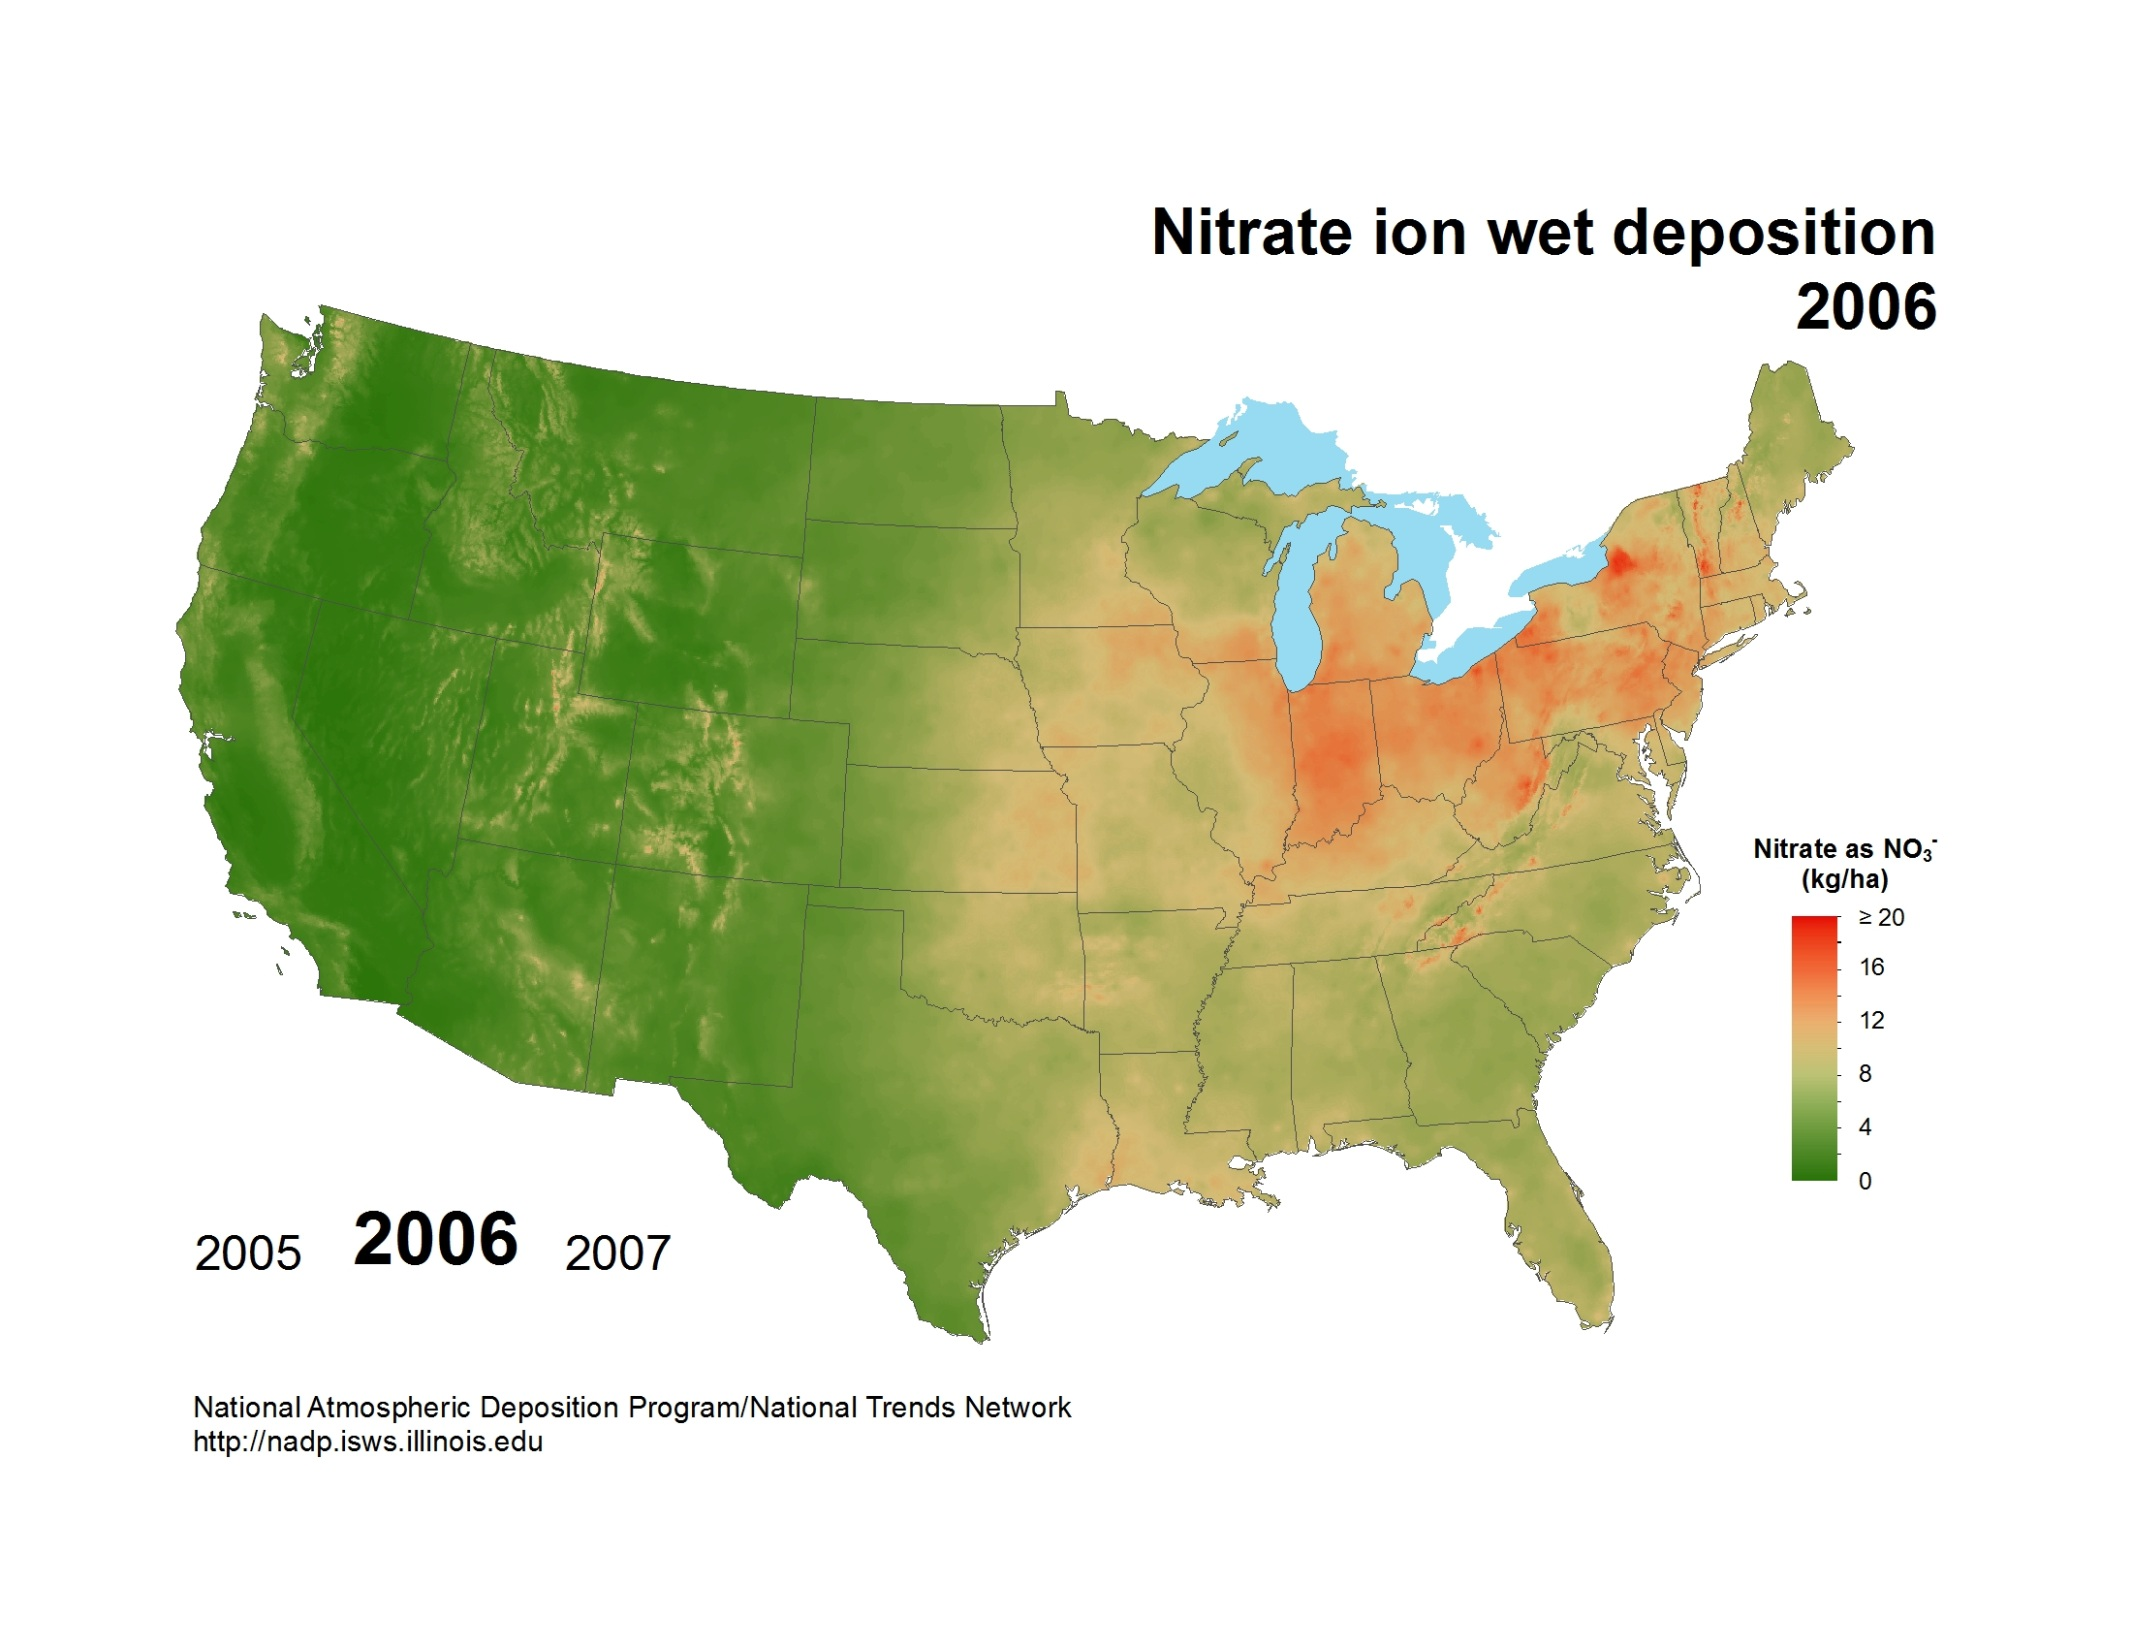 Nitrate ion wet deposition
2006
Nitrate as NO₃⁻
(kg/ha)
≥ 20
16
12
8
4
0
2005 2006 2007
National Atmospheric Deposition Program/National Trends Network
http://nadp.isws.illinois.edu